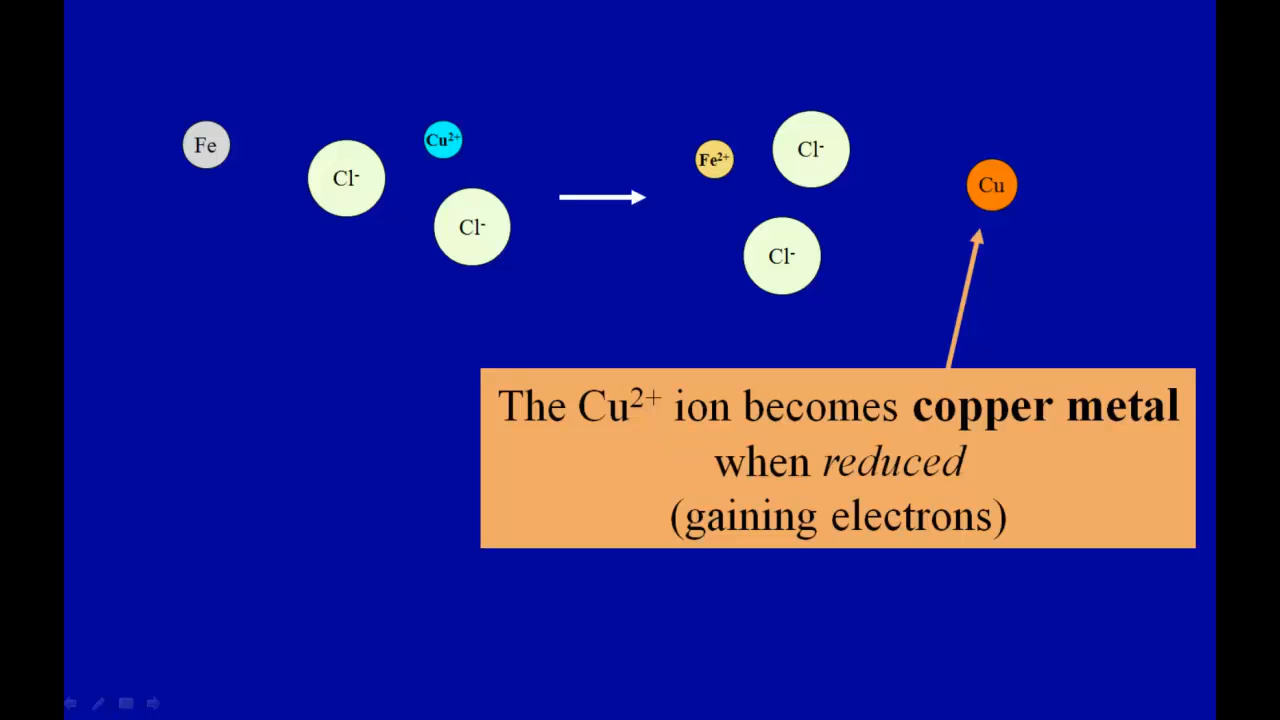 Fe
Cl⁻
Cu²⁺
Cl⁻
Fe²⁺
Cl⁻
Cl⁻
Cu
The Cu²⁺ ion becomes copper metal
when reduced
(gaining electrons)